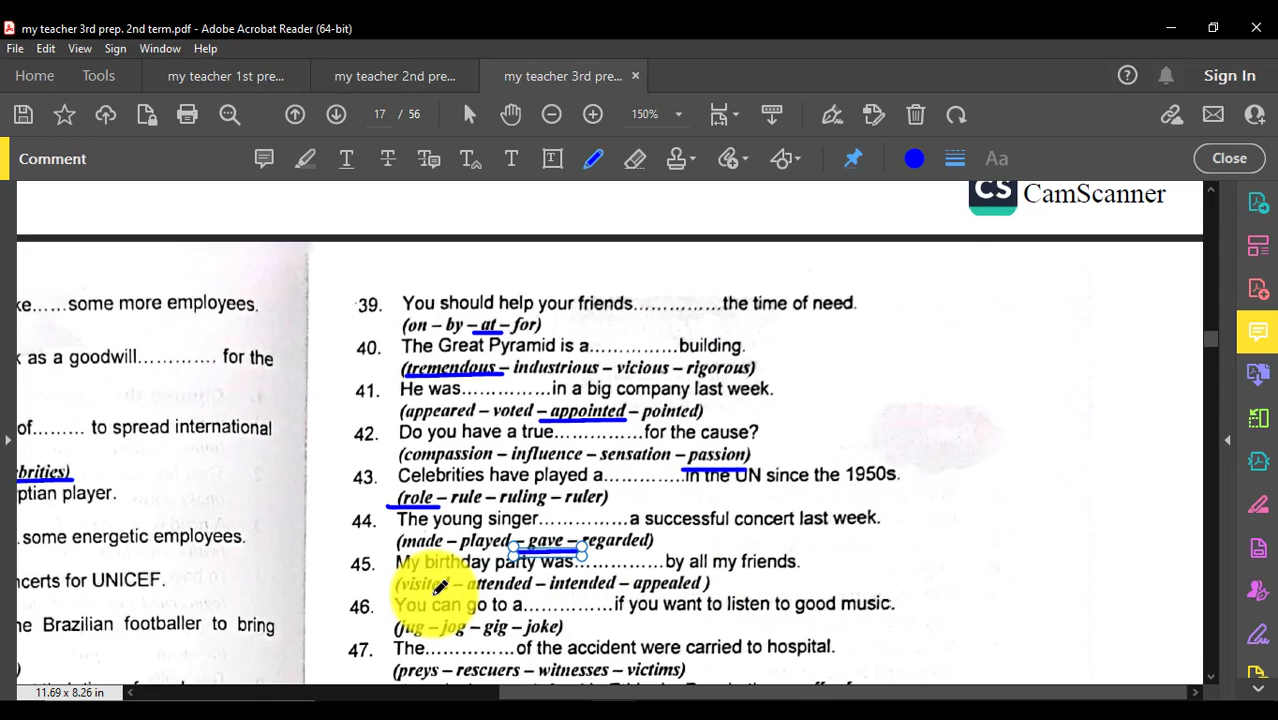 my teacher 3rd prep. 2nd term.pdf - Adobe Acrobat Reader (64-bit)
File Edit View Sign Window Help
Home Tools my teacher 1st pre... my teacher 2nd pre... my teacher 3rd pre... × Sign In
17 / 56 150%
Comment Close
CS CamScanner
ke......some more employees.
k as a goodwill............. for the
of......... to spread international
brities)
ptian player.
. some energetic employees.
ncerts for UNICEF.
ne Brazilian footballer to bring
39. You should help your friends...............the time of need.
(on – by – at – for)
40. The Great Pyramid is a...............building.
(tremendous – industrious – vicious – rigorous)
41. He was...............in a big company last week.
(appeared – voted – appointed – pointed)
42. Do you have a true...............for the cause?
(compassion – influence – sensation – passion)
43. Celebrities have played a...............in the UN since the 1950s.
(role – rule – ruling – ruler)
44. The young singer...............a successful concert last week.
(made – played – gave – regarded)
45. My birthday party was...............by all my friends.
(visited – attended – intended – appealed )
46. You can go to a...............if you want to listen to good music.
(jug – jog – gig – joke)
47. The...............of the accident were carried to hospital.
(preys – rescuers – witnesses – victims)
11.69 x 8.26 in